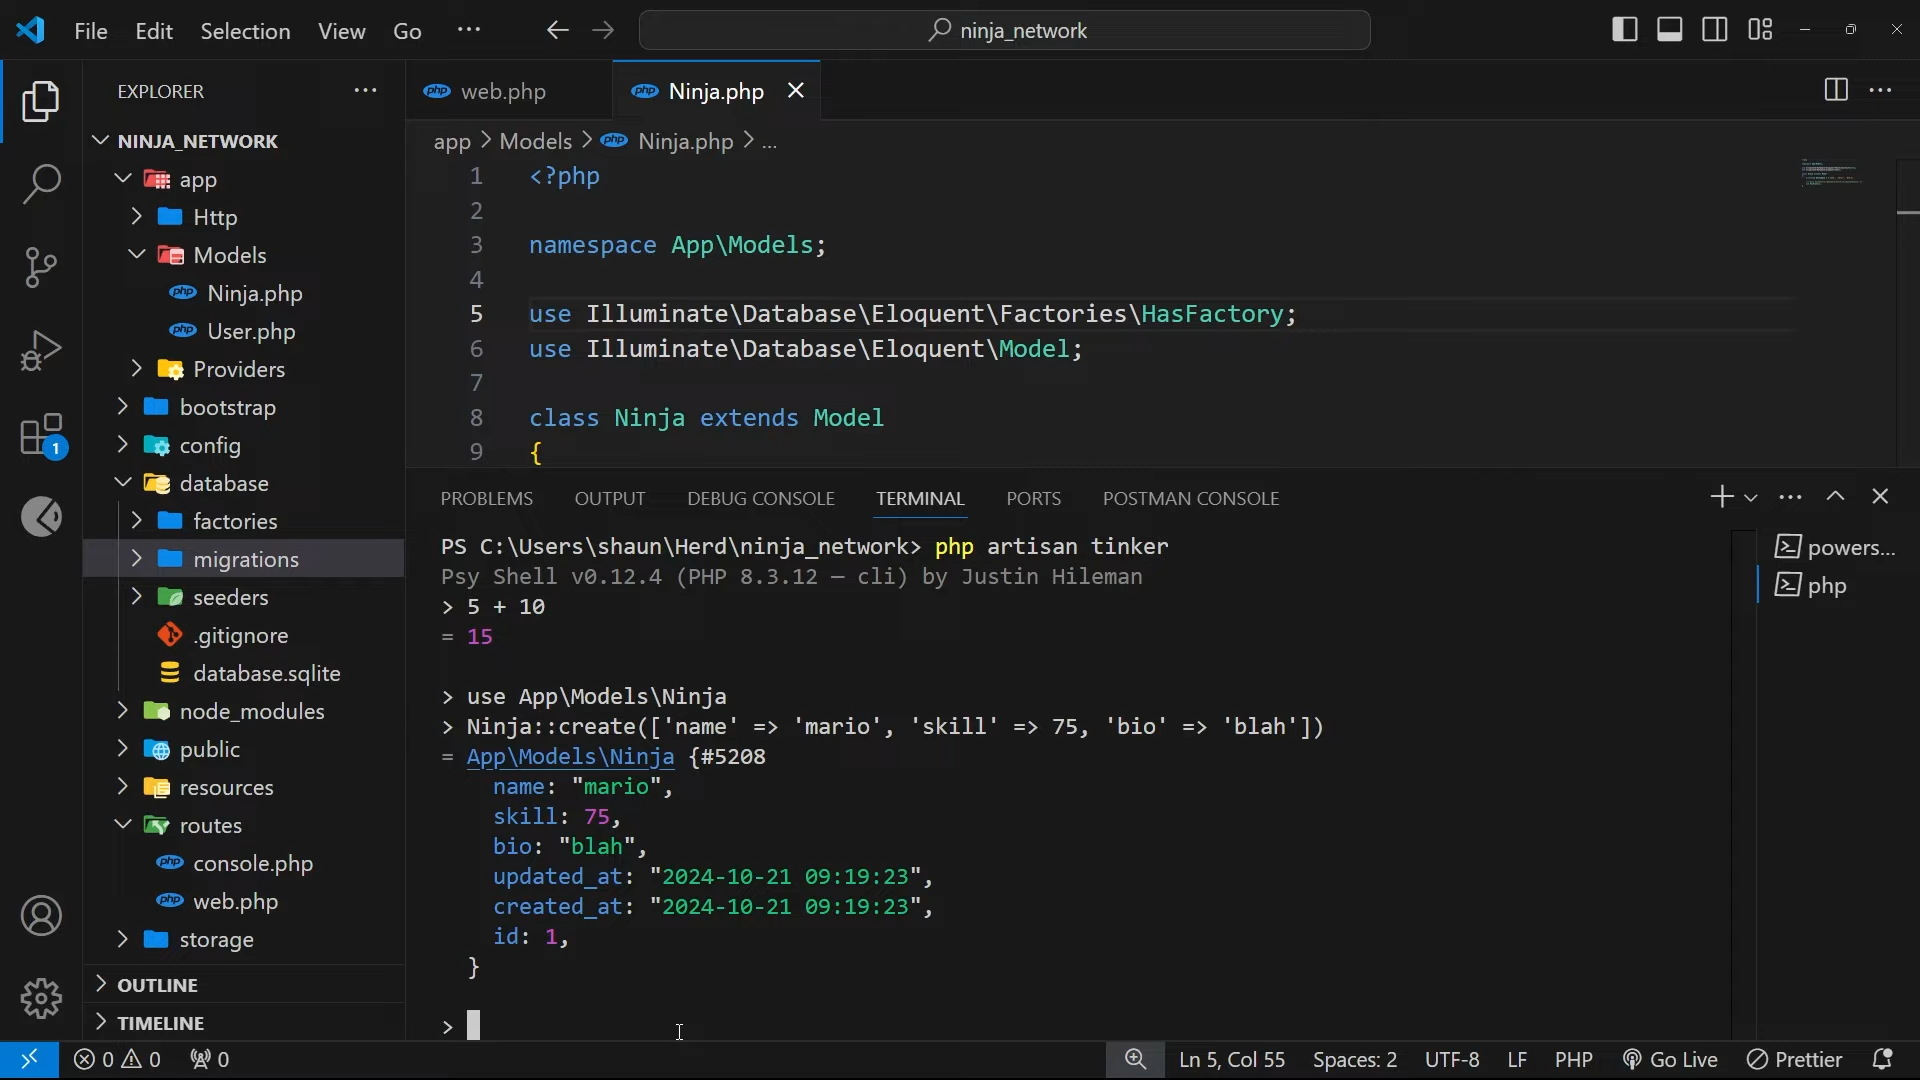 File Edit Selection View Go ··· ninja_network
EXPLORER ···
NINJA_NETWORK
app
Http
Models
Ninja.php
User.php
Providers
bootstrap
config
database
factories
migrations
seeders
.gitignore
database.sqlite
node_modules
public
resources
routes
console.php
web.php
storage
OUTLINE
TIMELINE
1
php web.php php Ninja.php
app > Models > php Ninja.php > ...
1 <?php
2
3 namespace App\Models;
4
5 use Illuminate\Database\Eloquent\Factories\HasFactory;
6 use Illuminate\Database\Eloquent\Model;
7
8 class Ninja extends Model
9 {
PROBLEMS OUTPUT DEBUG CONSOLE TERMINAL PORTS POSTMAN CONSOLE
PS C:\Users\shaun\Herd\ninja_network> php artisan tinker
Psy Shell v0.12.4 (PHP 8.3.12 — cli) by Justin Hileman
> 5 + 10
= 15
> use App\Models\Ninja
> Ninja::create(['name' => 'mario', 'skill' => 75, 'bio' => 'blah'])
= App\Models\Ninja {#5208
name: "mario",
skill: 75,
bio: "blah",
updated_at: "2024-10-21 09:19:23",
created_at: "2024-10-21 09:19:23",
id: 1,
}
>
powers...
php
0 0 0 Ln 5, Col 55 Spaces: 2 UTF-8 LF PHP Go Live Prettier